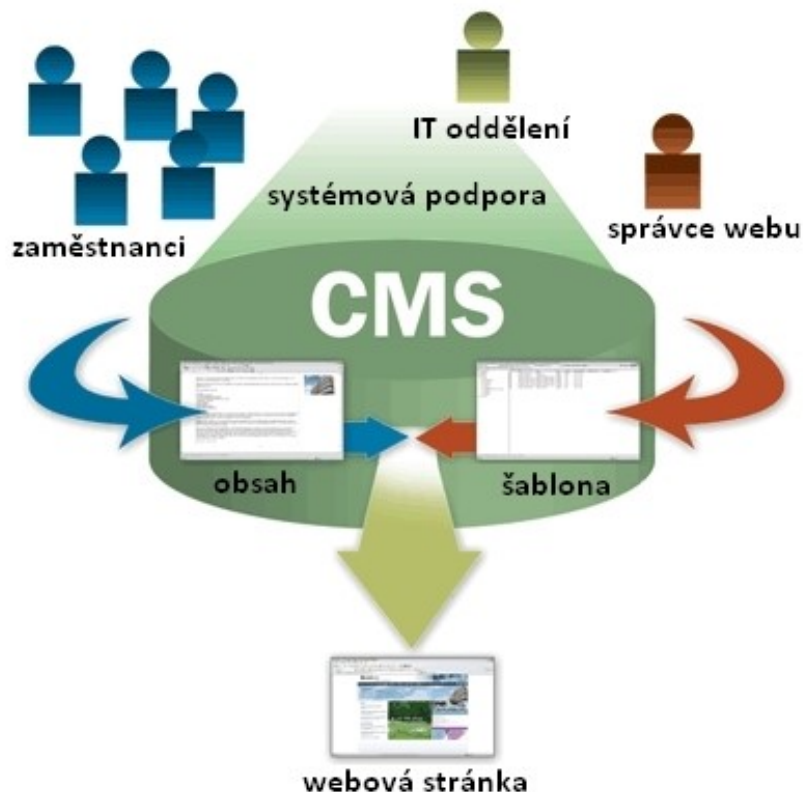 IT oddělení
systémová podpora
správce webu
zaměstnanci
CMS
obsah
šablona
webová stránka